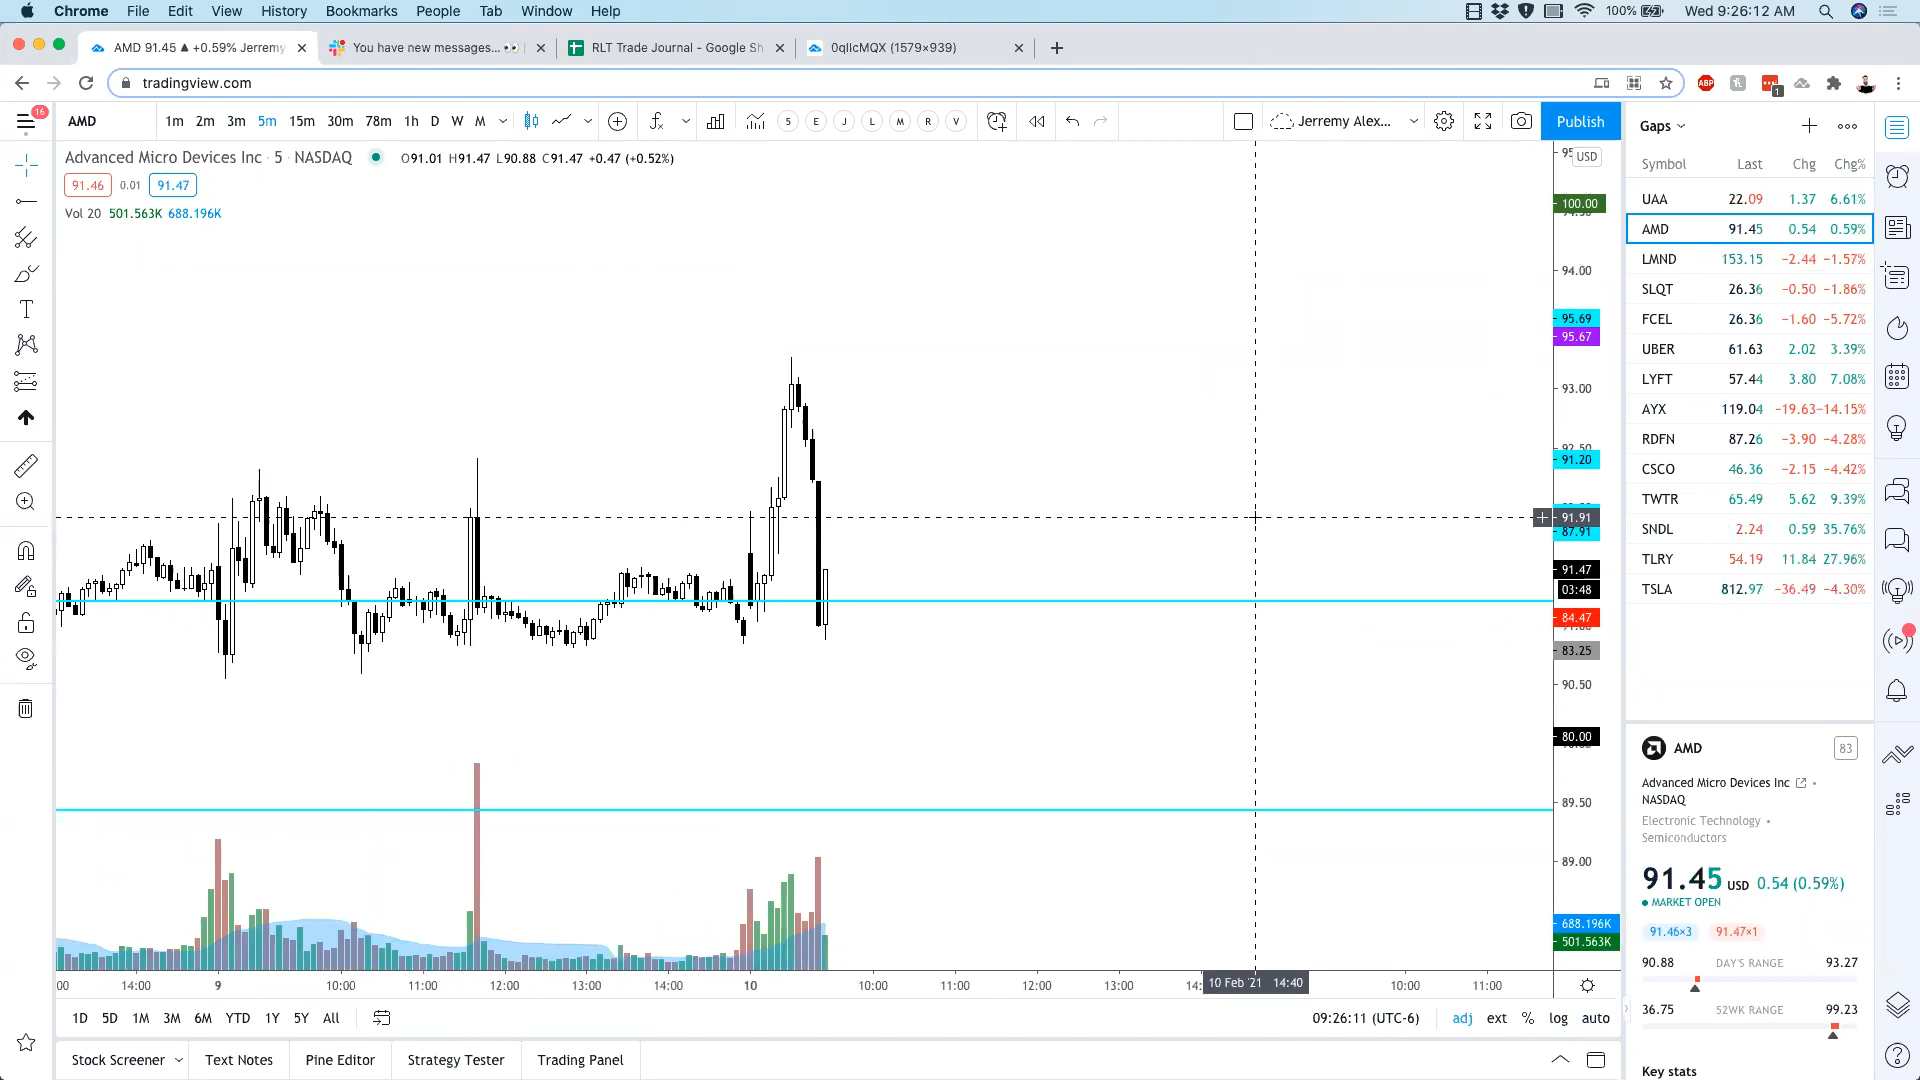 Chrome File Edit View History Bookmarks People Tab Window Help 100% Wed 9:26:12 AM
AMD 91.45 ▲ +0.59% Jerremy You have new messages... 👀 RLT Trade Journal - Google Sh 0qIlcMQX (1579×939)
tradingview.com ABP 1
16 AMD 1m 2m 3m 5m 15m 30m 78m 1h D W M S E J L M R V Jerremy Alex... Publish
Gaps
Advanced Micro Devices Inc · 5 · NASDAQ O91.01 H91.47 L90.88 C91.47 +0.47 (+0.52%)
91.46 0.01 91.47
Vol 20 501.563K 688.196K
USD
100.00
94.00
95.69
95.67
93.00
92.50
91.20
91.91
87.91
91.47
03:48
84.47
83.25
90.50
80.00
89.50
89.00
688.196K
501.563K
14:00 9 10:00 11:00 12:00 13:00 14:00 10 10:00 11:00 12:00 13:00 10 Feb '21 14:40 10:00 11:00
1D 5D 1M 3M 6M YTD 1Y 5Y All 09:26:11 (UTC-6) adj ext % log auto
Stock Screener Text Notes Pine Editor Strategy Tester Trading Panel
Symbol Last Chg Chg%
UAA 22.09 1.37 6.61%
AMD 91.45 0.54 0.59%
LMND 153.15 −2.44 −1.57%
SLQT 26.36 −0.50 −1.86%
FCEL 26.36 −1.60 −5.72%
UBER 61.63 2.02 3.39%
LYFT 57.44 3.80 7.08%
AYX 119.04 −19.63 −14.15%
RDFN 87.26 −3.90 −4.28%
CSCO 46.36 −2.15 −4.42%
TWTR 65.49 5.62 9.39%
SNDL 2.24 0.59 35.76%
TLRY 54.19 11.84 27.96%
TSLA 812.97 −36.49 −4.30%
AMD 83
Advanced Micro Devices Inc •
NASDAQ
Electronic Technology •
Semiconductors
91.45 USD 0.54 (0.59%)
● MARKET OPEN
91.46×3 91.47×1
90.88 DAY'S RANGE 93.27
36.75 52WK RANGE 99.23
Key stats